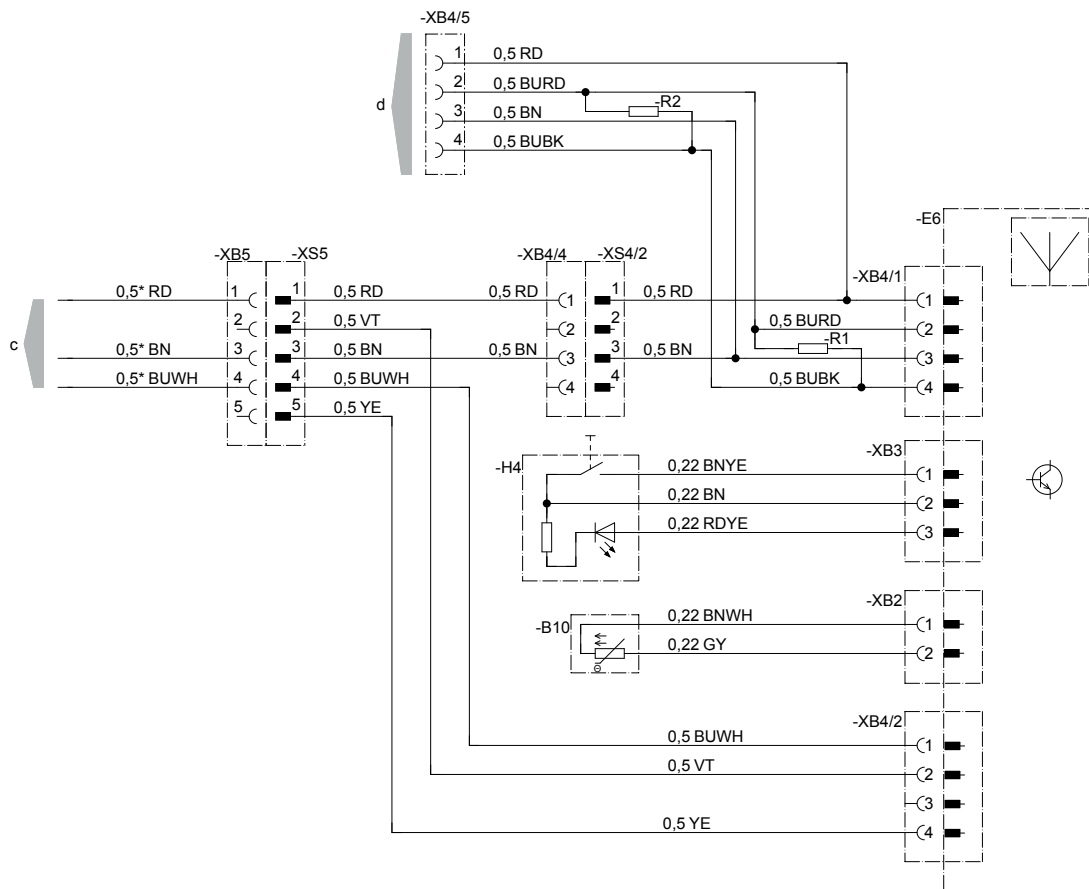 -XB4/5
1 0,5 RD
2 0,5 BURD
d
-R2
3 0,5 BN
4 0,5 BUBK
-E6
-XB5 -XS5 -XB4/4 -XS4/2
-XB4/1
0,5* RD 1 1 0,5 RD 0,5 RD 1 1 0,5 RD 1
2 2 0,5 VT 2 2 0,5 BURD 2
c
-R1
0,5* BN 3 3 0,5 BN 0,5 BN 3 3 0,5 BN 3
0,5* BUWH 4 4 0,5 BUWH 4 4 0,5 BUBK 4
5 5 0,5 YE
-XB3
-H4
0,22 BNYE 1
0,22 BN 2
0,22 RDYE 3
-XB2
-B10
0,22 BNWH 1
0,22 GY 2
-XB4/2
0,5 BUWH 1
0,5 VT 2
3
0,5 YE 4